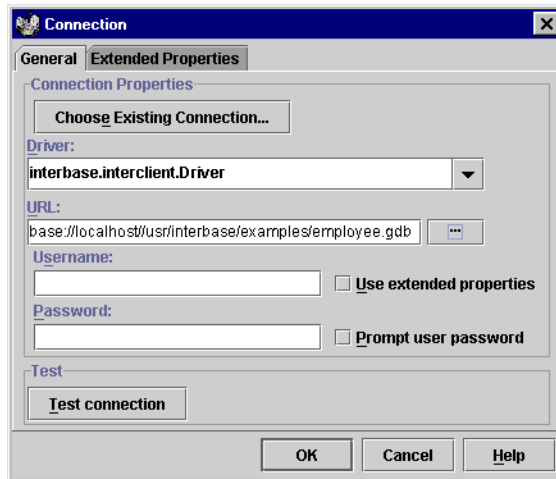 Connection
General Extended Properties
Connection Properties
Choose Existing Connection...
Driver:
interbase.interclient.Driver
URL:
base://localhost//usr/interbase/examples/employee.gdb ...
Username:
Use extended properties
Password:
Prompt user password
Test
Test connection
OK Cancel Help